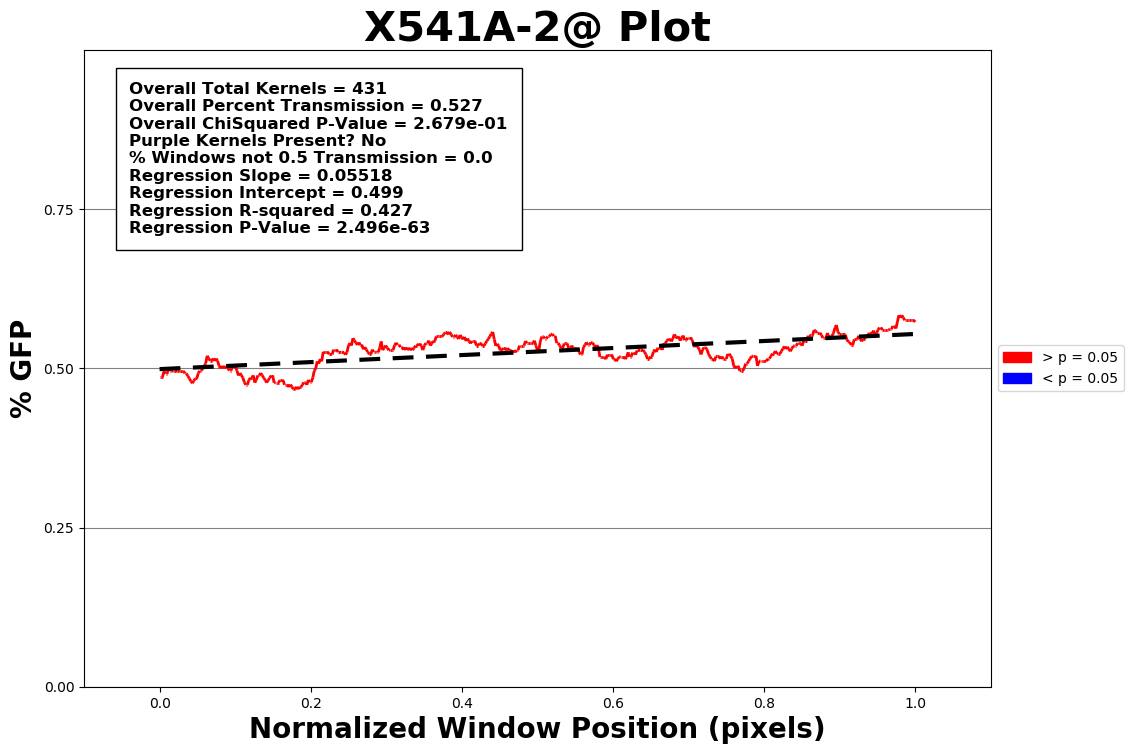 X541A-2@ Plot
Overall Total Kernels = 431
Overall Percent Transmission = 0.527
Overall ChiSquared P-Value = 2.679e-01
Purple Kernels Present? No
% Windows not 0.5 Transmission = 0.0
Regression Slope = 0.05518
Regression Intercept = 0.499
Regression R-squared = 0.427
Regression P-Value = 2.496e-63
% GFP
0.75
0.50
0.25
0.00
> p = 0.05
< p = 0.05
0.0 0.2 0.4 0.6 0.8 1.0
Normalized Window Position (pixels)